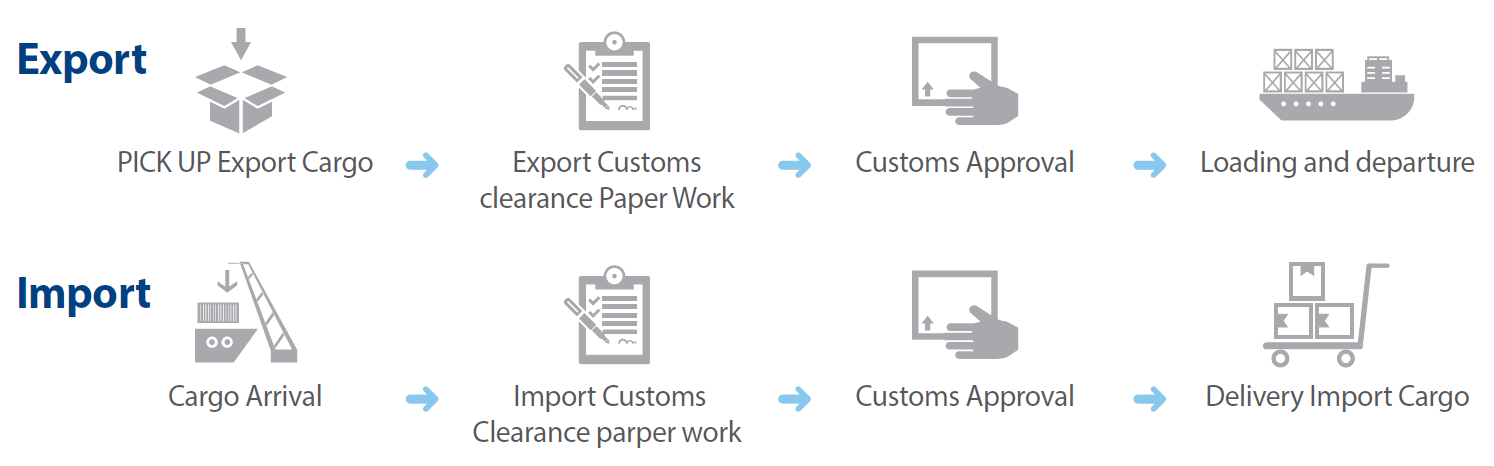 Export
PICK UP Export Cargo
Export Customs
clearance Paper Work
Customs Approval
Loading and departure
Import
Cargo Arrival
Import Customs
Clearance parper work
Customs Approval
Delivery Import Cargo